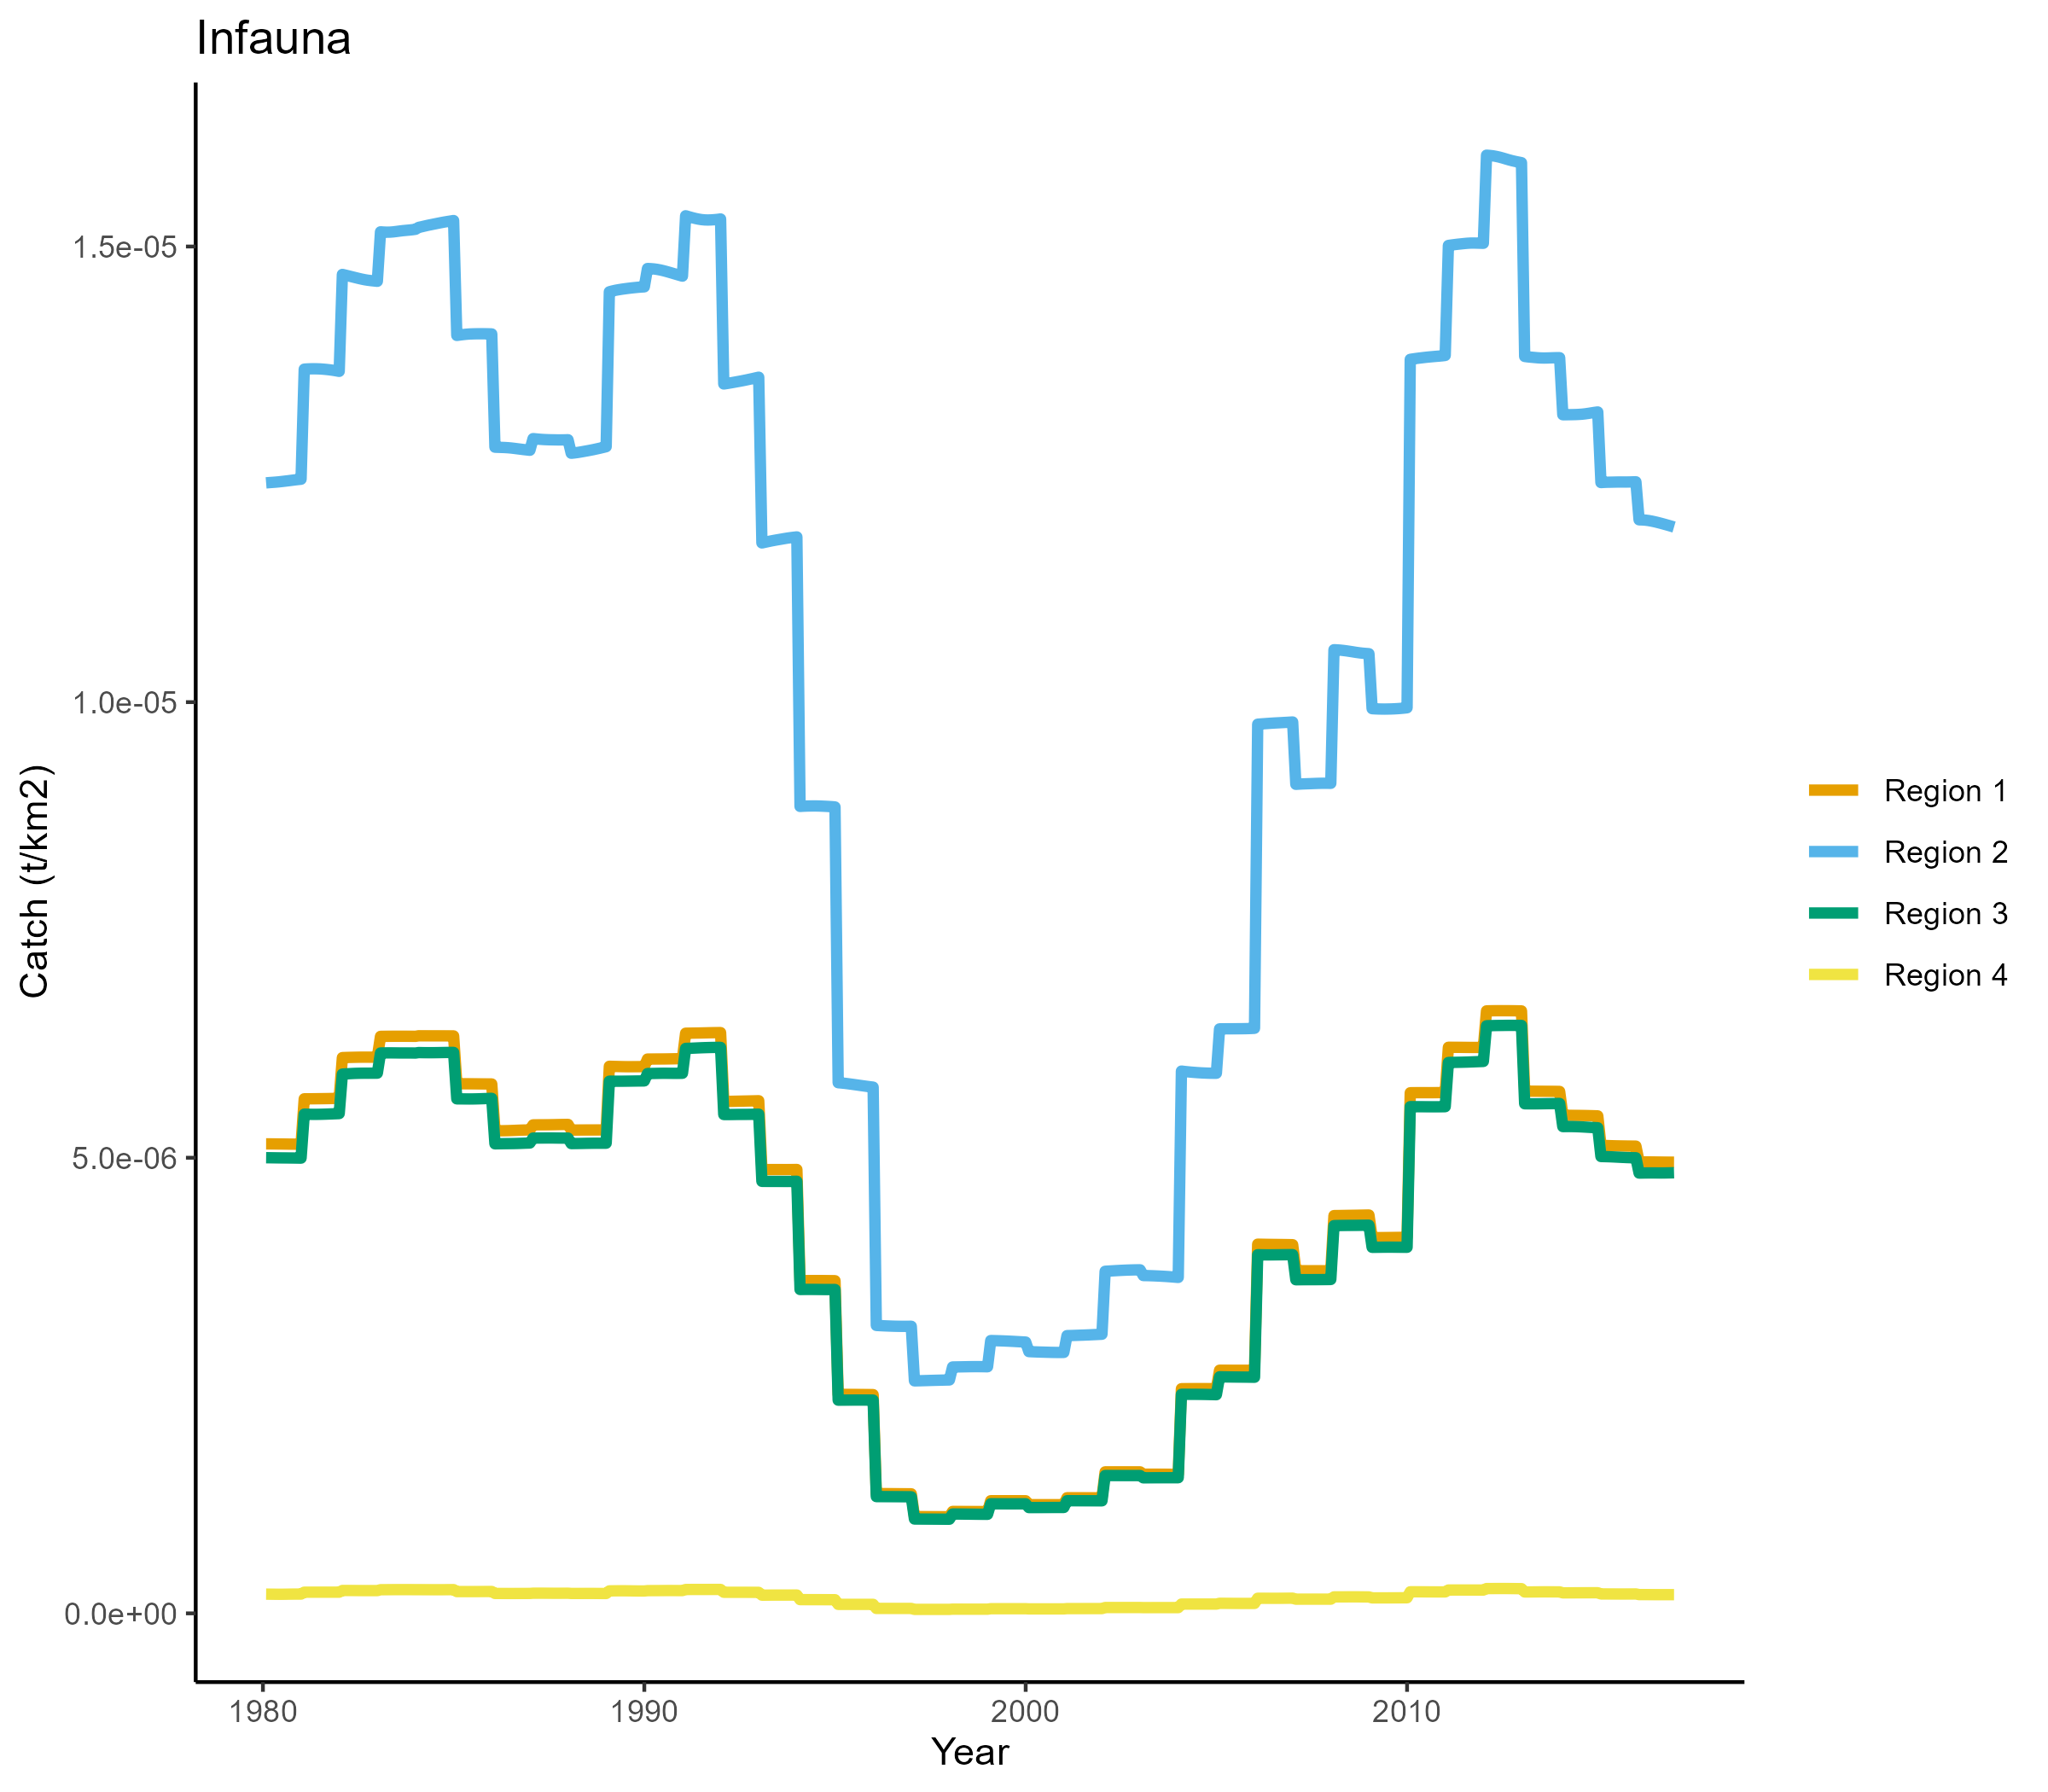 Infauna
1.5e-05
1.0e-05
5.0e-06
0.0e+00
Catch (t/km2)
1980
1990
2000
2010
Year
Region 1
Region 2
Region 3
Region 4